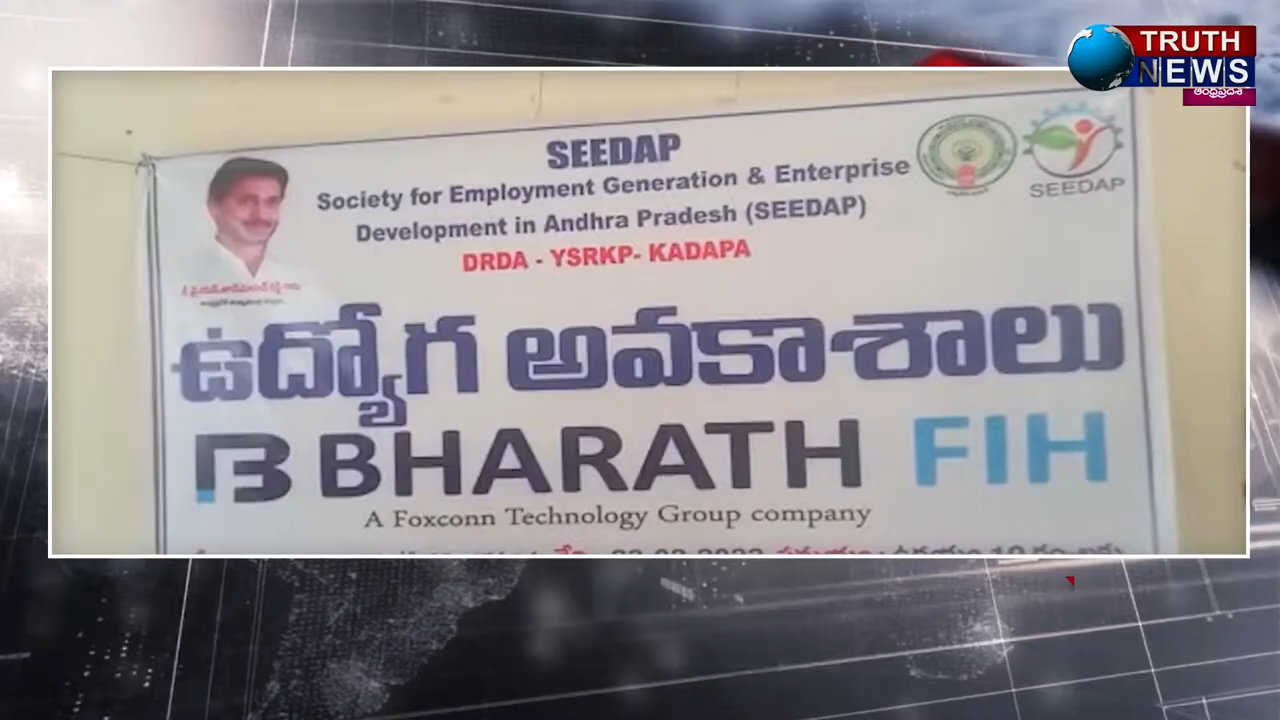 TRUTH
NEWS
ఆంధ్రప్రదేశ్
SEEDAP
Society for Employment Generation & Enterprise
Development in Andhra Pradesh (SEEDAP)
DRDA - YSRKP- KADAPA
SEEDAP
ఉద్యోగ అవకాశాలు
BHARATH FIH
A Foxconn Technology Group company